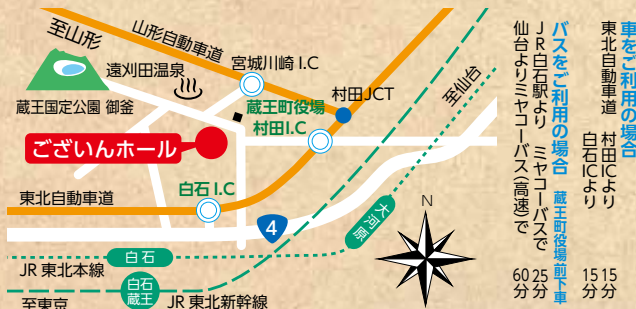 車をご利用の場合
東北自動車道 村田ICより 15分
白石ICより 15分
バスをご利用の場合 蔵王町役場前下車
JR白石駅より ミヤコーバスで 25分
仙台よりミヤコーバス(高速)で 60分
至山形
山形自動車道
遠刈田温泉
宮城川崎 I.C
蔵王国定公園 御釜
蔵王町役場
村田JCT
至仙台
村田 I.C
ございんホール
白石 I.C
東北自動車道
4
大河原
N
白石
JR 東北本線
白石
蔵王
至東京
JR 東北新幹線